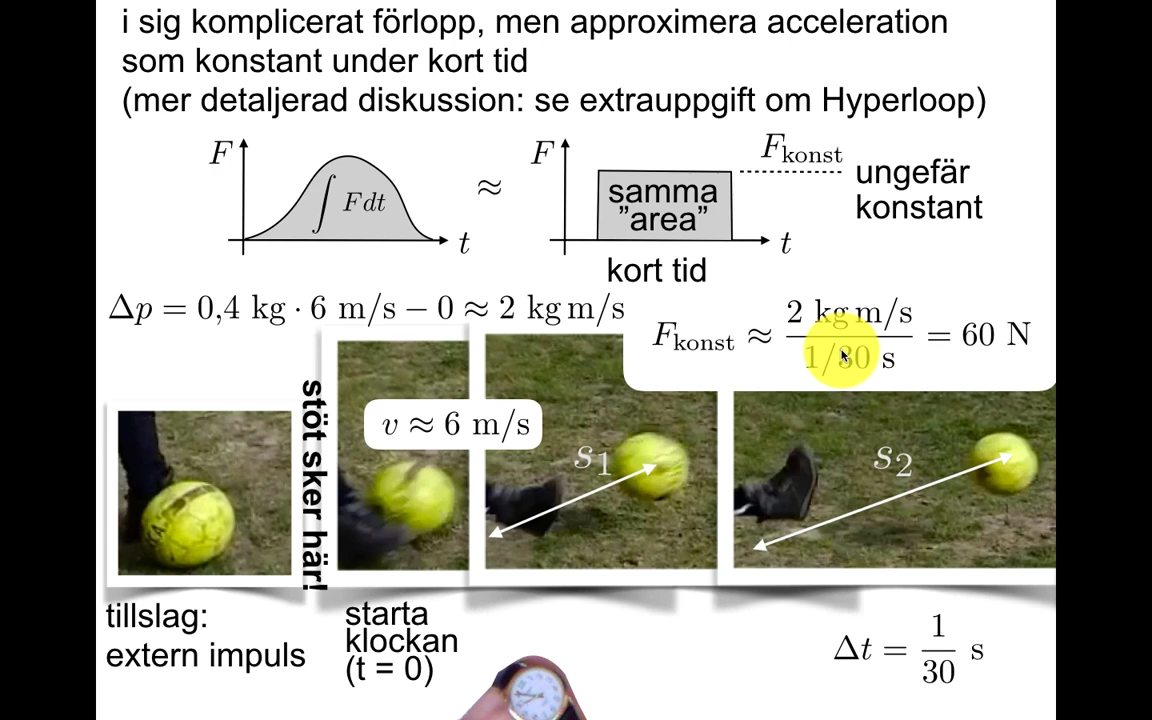 i sig komplicerat förlopp, men approximera acceleration
som konstant under kort tid
(mer detaljerad diskussion: se extrauppgift om Hyperloop)
F
∫ F dt
t
≈
F
samma
”area”
t
kort tid
F_konst
ungefär
konstant
Δp = 0,4 kg · 6 m/s − 0 ≈ 2 kg m/s
F_konst ≈ 2 kg m/s / 1/30 s = 60 N
stöt sker här!
v ≈ 6 m/s
s₁
s₂
tillslag:
extern impuls
starta
klockan
(t = 0)
Δt = 1/30 s